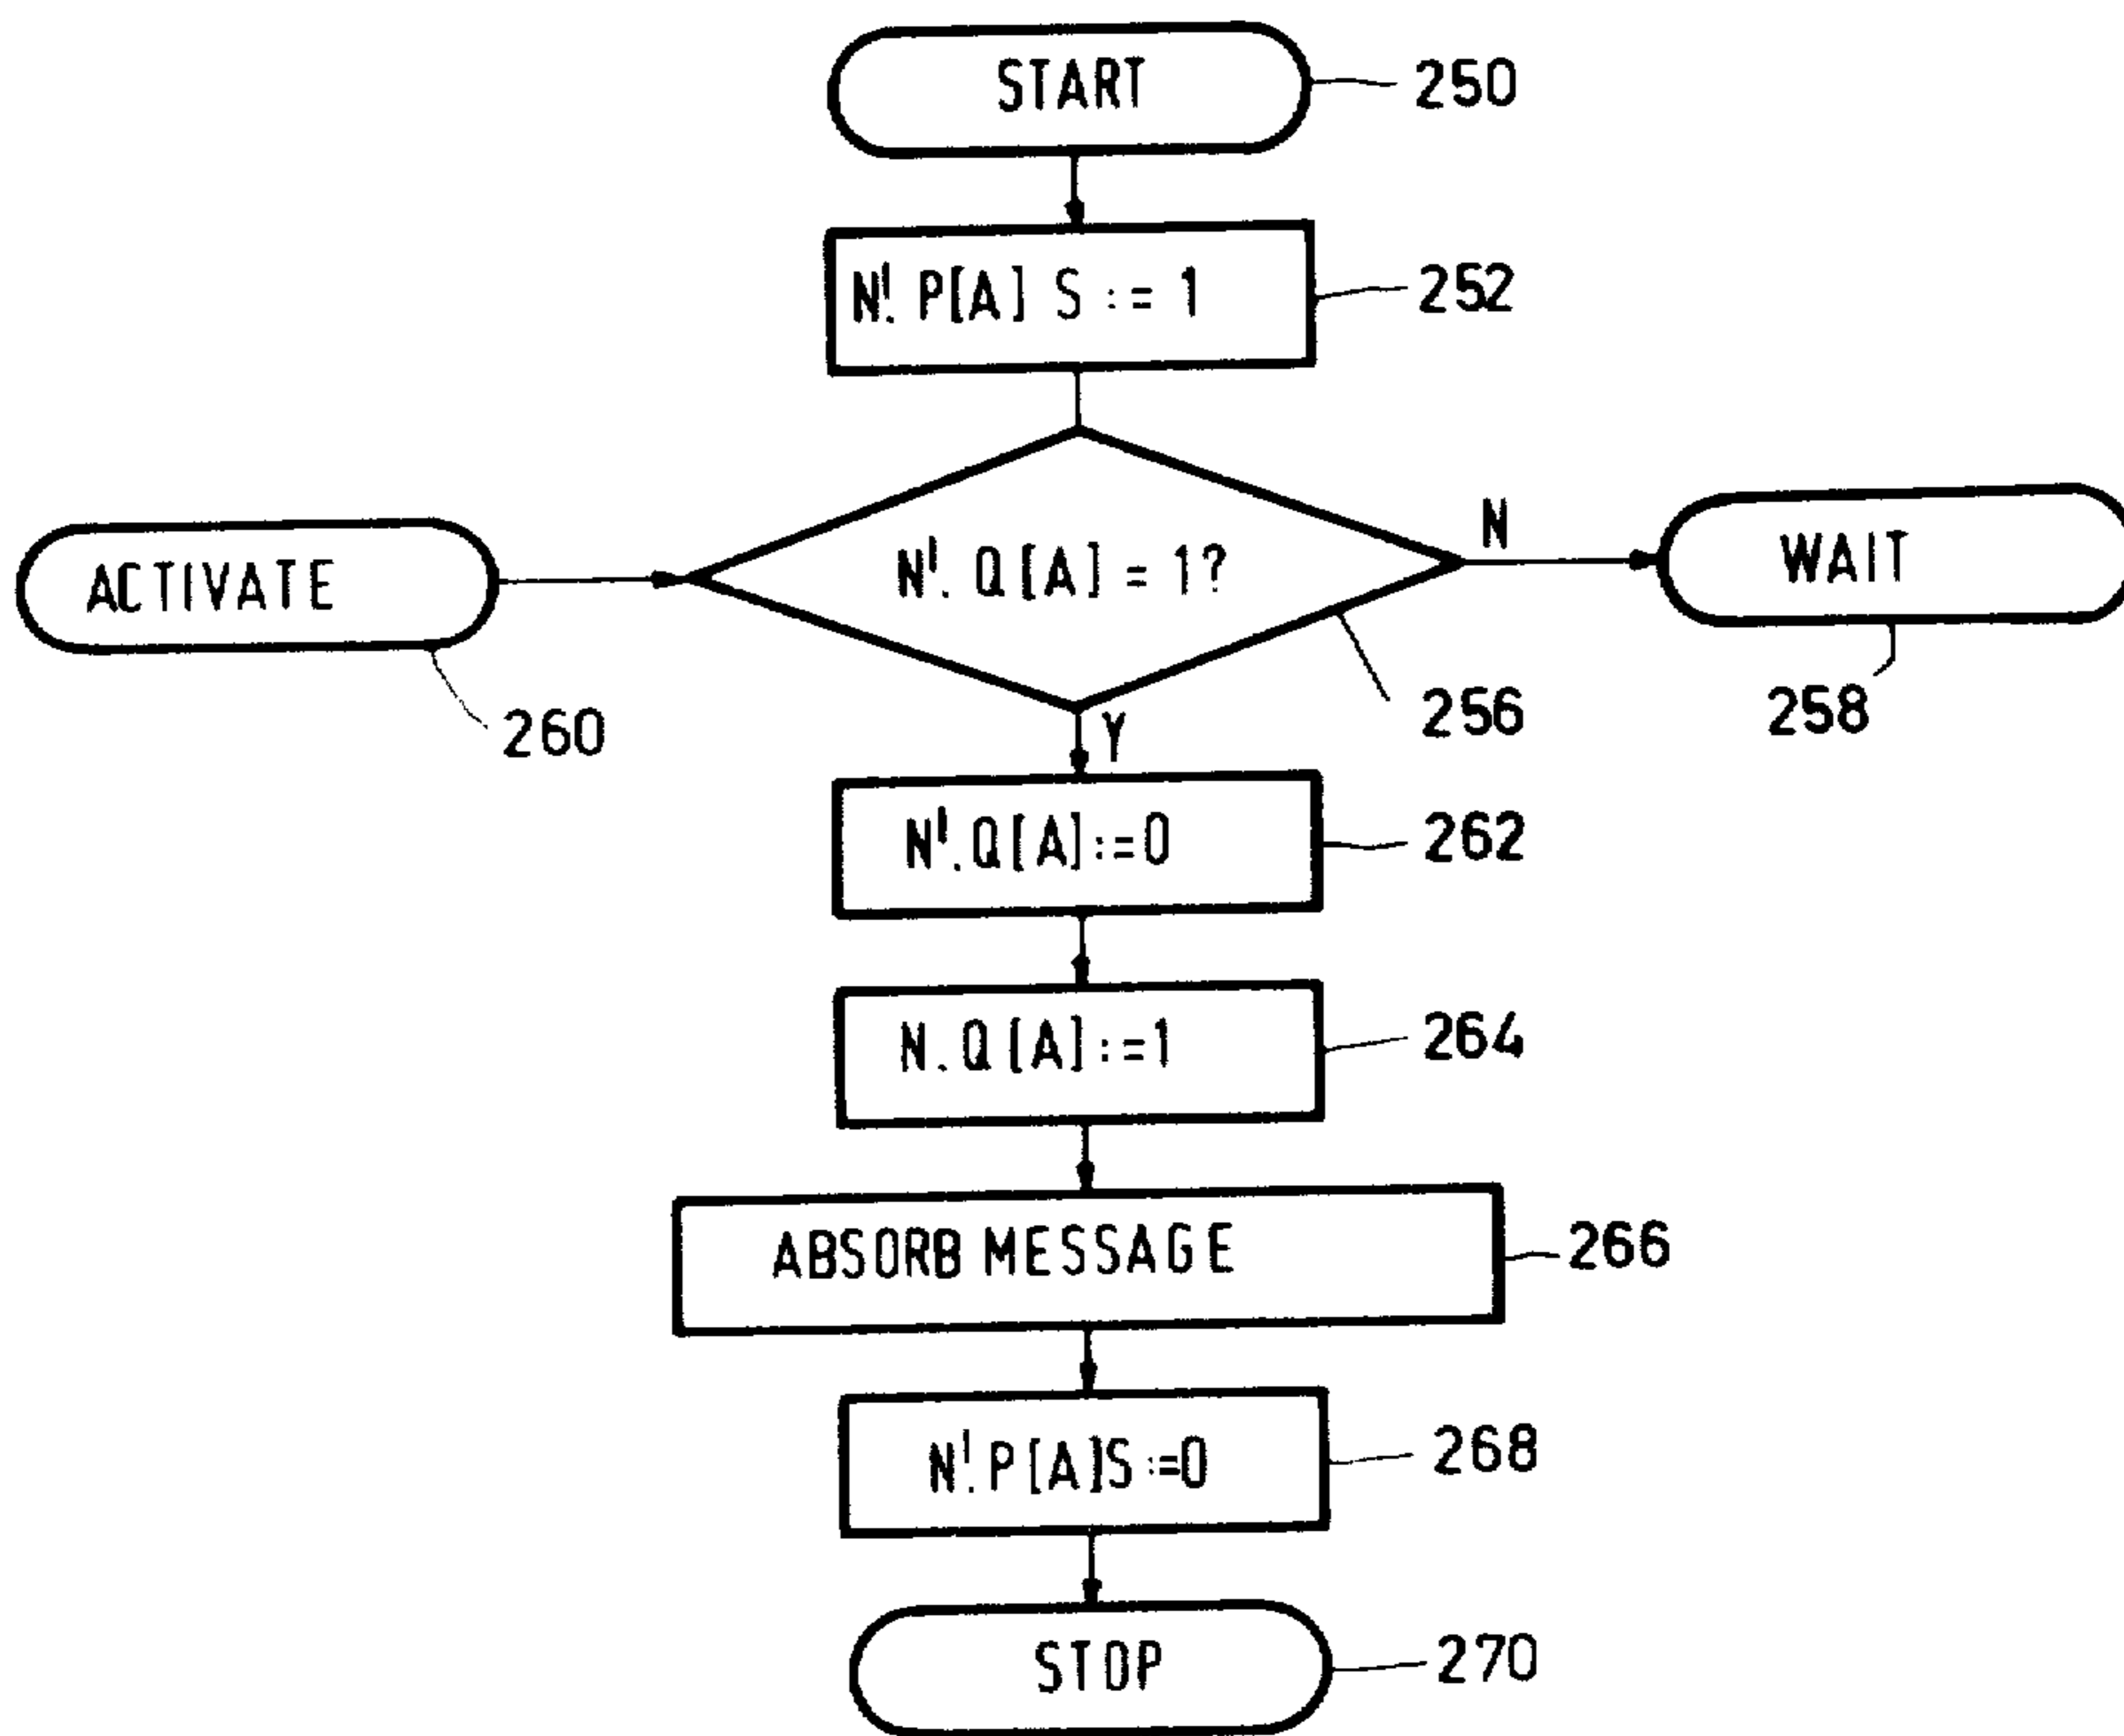 START
250
N'. P[A] S := 1
252
N'. Q[A] = 1?
N
WAIT
ACTIVATE
260
256
258
Y
N'.Q[A]:=0
262
N.Q[A]:=1
264
ABSORB MESSAGE
266
N'.P[A]S:=0
268
STOP
270